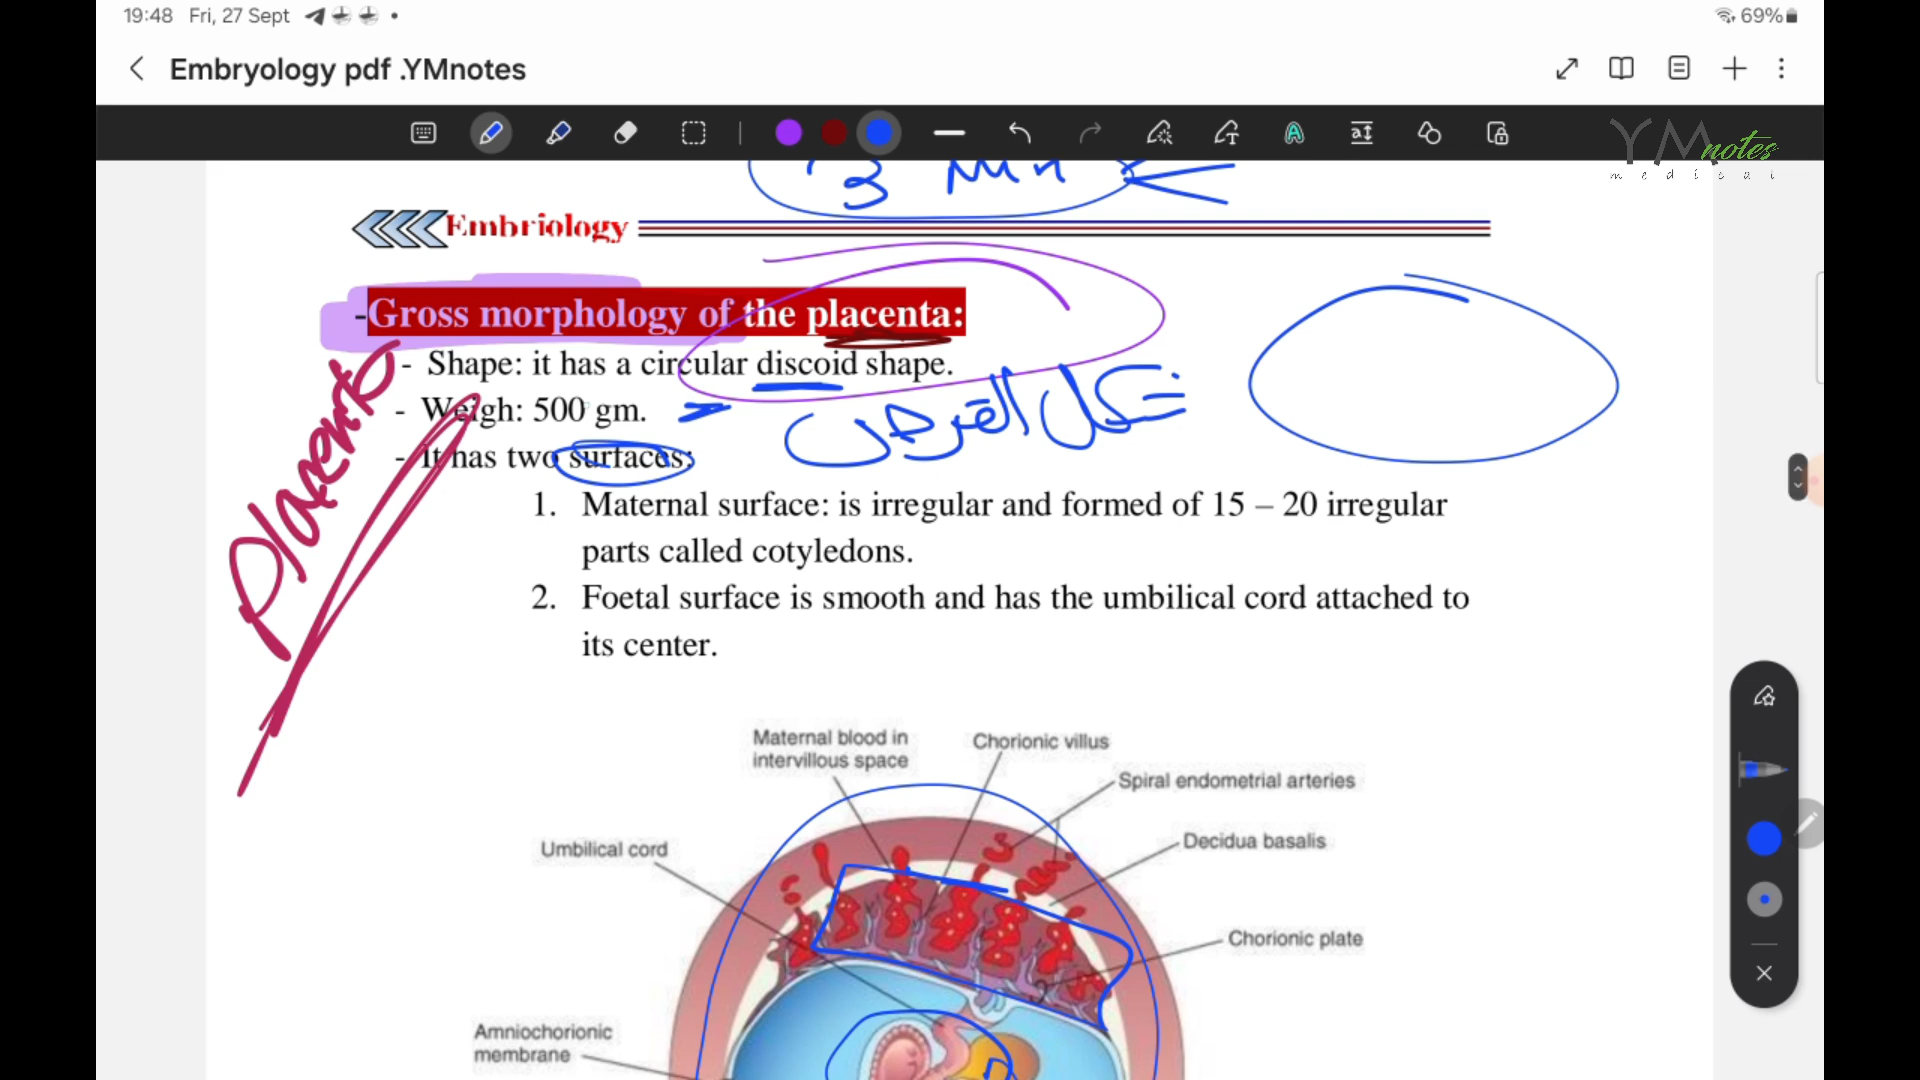 19:48 Fri, 27 Sept 69%
Embryology pdf .YMnotes
YMnotes
medical
3 Min
Embriology
-Gross morphology of the placenta:
- Shape: it has a circular discoid shape.
- Weigh: 500 gm.
شكل القرص
- It has two surfaces:
Placenta
1. Maternal surface: is irregular and formed of 15 – 20 irregular
parts called cotyledons.
2. Foetal surface is smooth and has the umbilical cord attached to
its center.
Maternal blood in
intervillous space
Chorionic villus
Spiral endometrial arteries
Umbilical cord
Decidua basalis
Chorionic plate
Amniochorionic
membrane